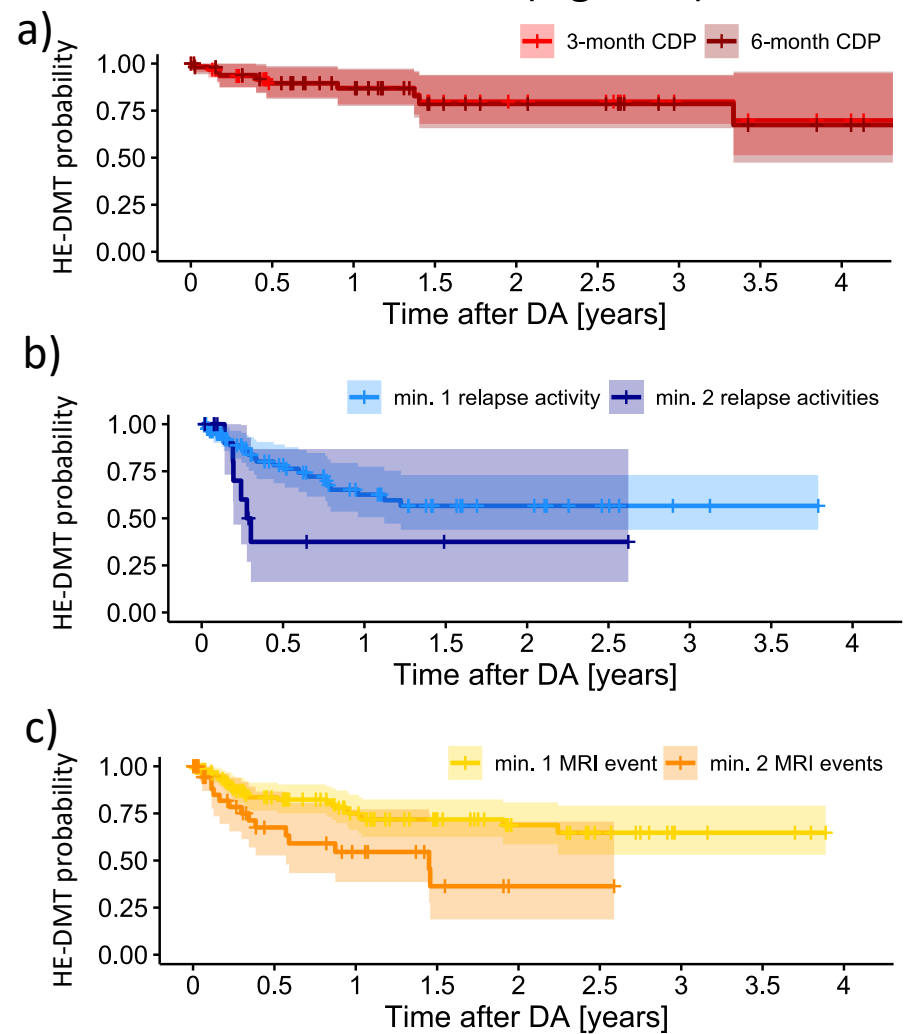 a)
3-month CDP 6-month CDP
HE-DMT probability
1.00
0.75
0.50
0.25
0.00
0 0.5 1 1.5 2 2.5 3 3.5 4
Time after DA [years]
b)
min. 1 relapse activity min. 2 relapse activities
HE-DMT probability
1.00
0.75
0.50
0.25
0.00
0 0.5 1 1.5 2 2.5 3 3.5 4
Time after DA [years]
c)
min. 1 MRI event min. 2 MRI events
HE-DMT probability
1.00
0.75
0.50
0.25
0.00
0 0.5 1 1.5 2 2.5 3 3.5 4
Time after DA [years]